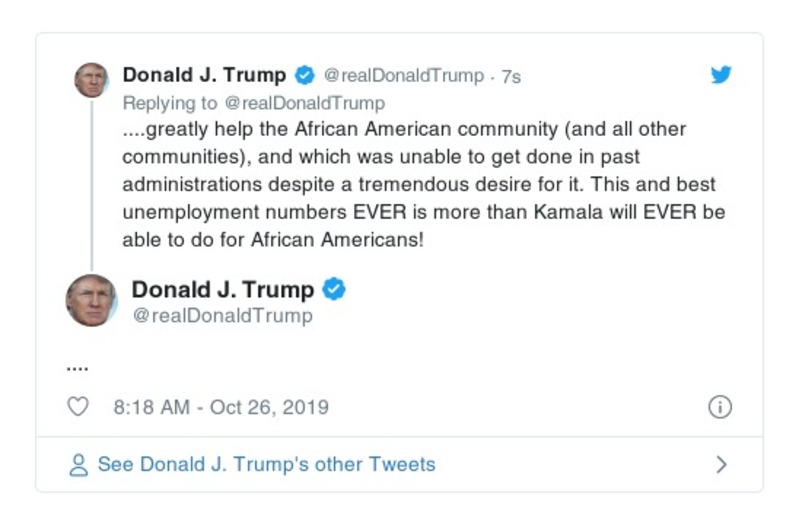 Donald J. Trump @realDonaldTrump · 7s
Replying to @realDonaldTrump
....greatly help the African American community (and all other
communities), and which was unable to get done in past
administrations despite a tremendous desire for it. This and best
unemployment numbers EVER is more than Kamala will EVER be
able to do for African Americans!
Donald J. Trump
@realDonaldTrump
....
8:18 AM - Oct 26, 2019
See Donald J. Trump's other Tweets